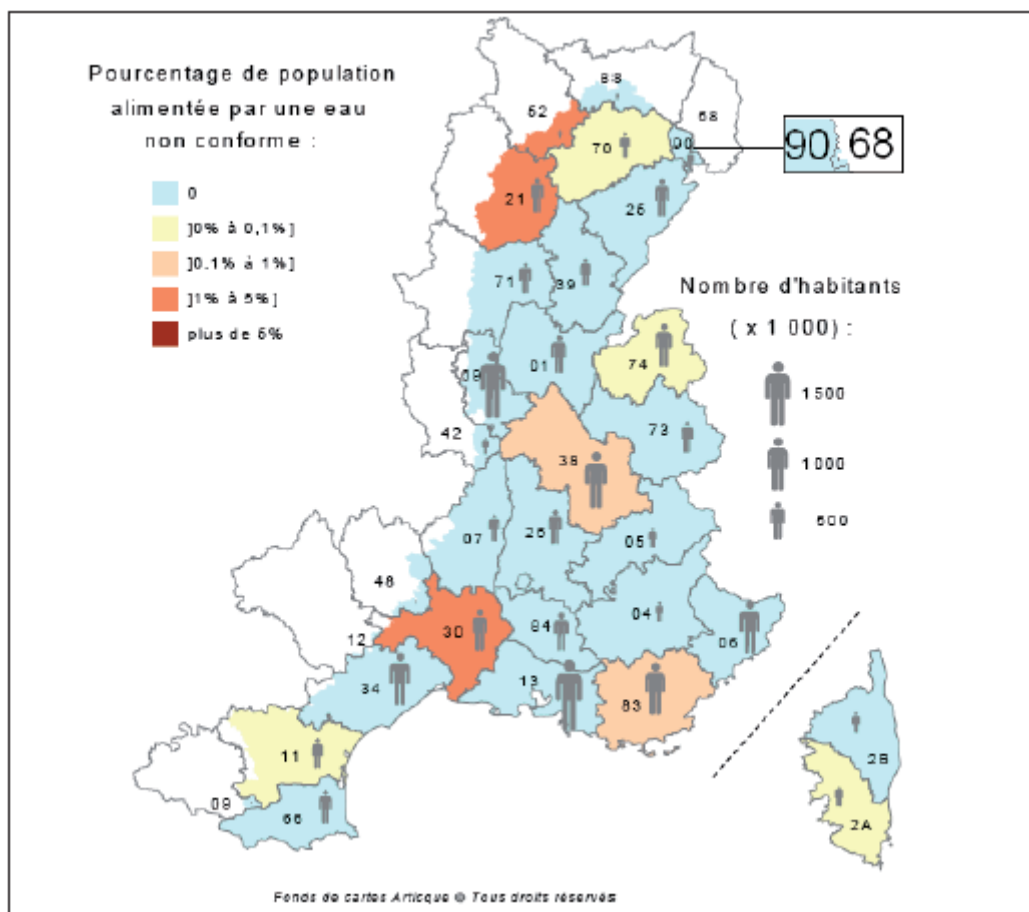 Pourcentage de population
alimentée par une eau
non conforme :
0
]0% à 0,1%]
]0.1% à 1%]
]1% à 5%]
plus de 5%
88
52
70
90
68
90 68
21
25
71
39
Nombre d'habitants
( x 1 000) :
1500
1000
500
01
74
69
42
73
38
07
26
05
48
04
06
12
30
84
34
13
83
11
09
66
2B
2A
Fonds de cartes Articque © Tous droits réservés